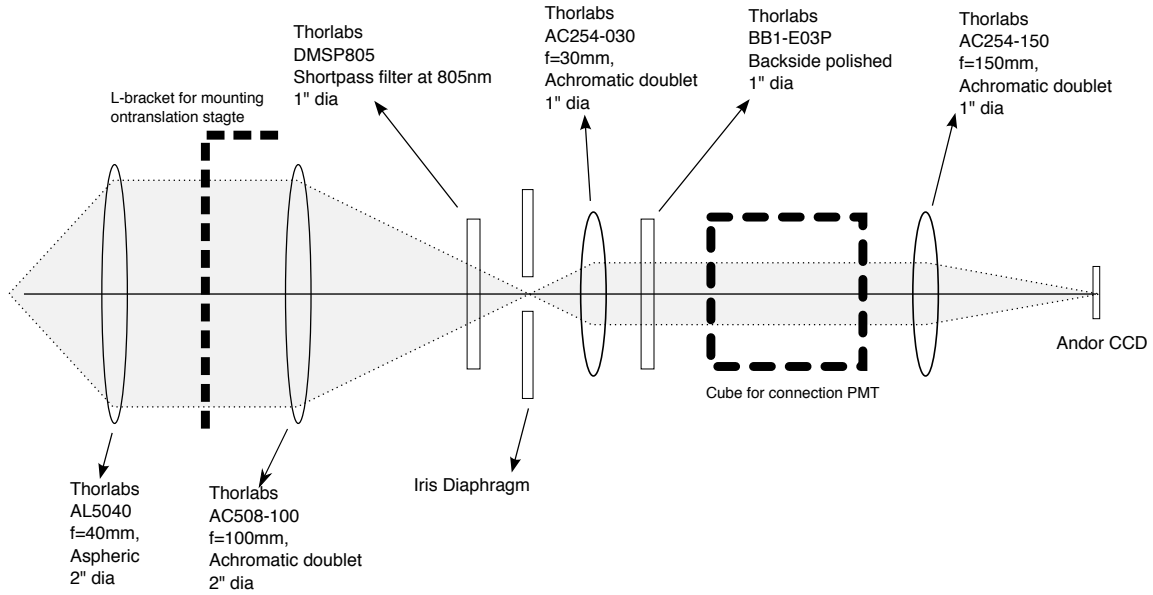 Thorlabs
DMSP805
Shortpass filter at 805nm
1" dia
Thorlabs
AC254-030
f=30mm,
Achromatic doublet
1" dia
Thorlabs
BB1-E03P
Backside polished
1" dia
Thorlabs
AC254-150
f=150mm,
Achromatic doublet
1" dia
L-bracket for mounting
ontranslation stagte
Andor CCD
Cube for connection PMT
Iris Diaphragm
Thorlabs
AL5040
f=40mm,
Aspheric
2" dia
Thorlabs
AC508-100
f=100mm,
Achromatic doublet
2" dia